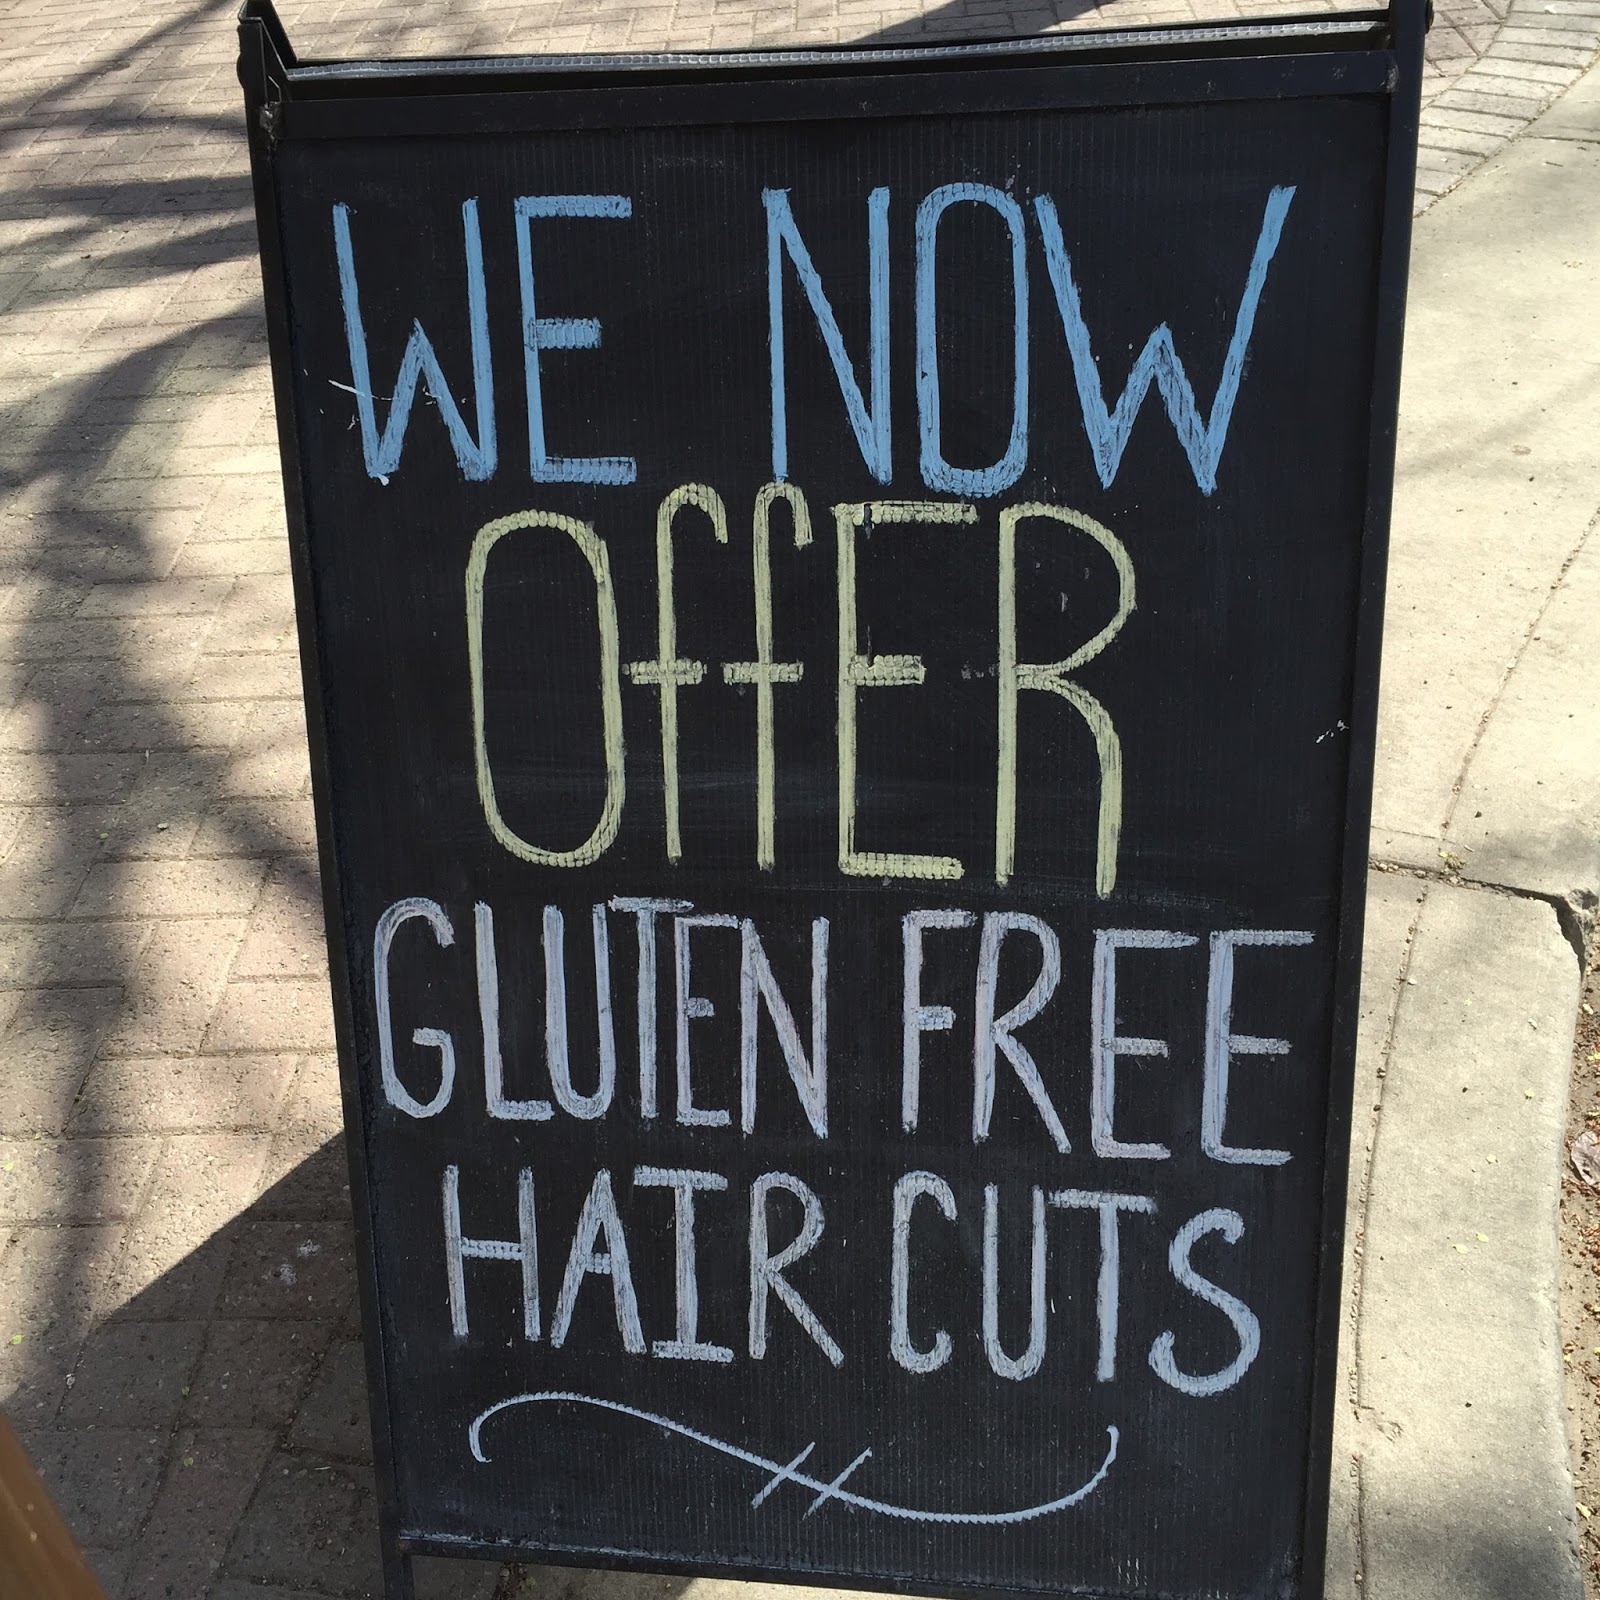 WE NOW
OffER
GLUTEN FREE
HAIR CUTS